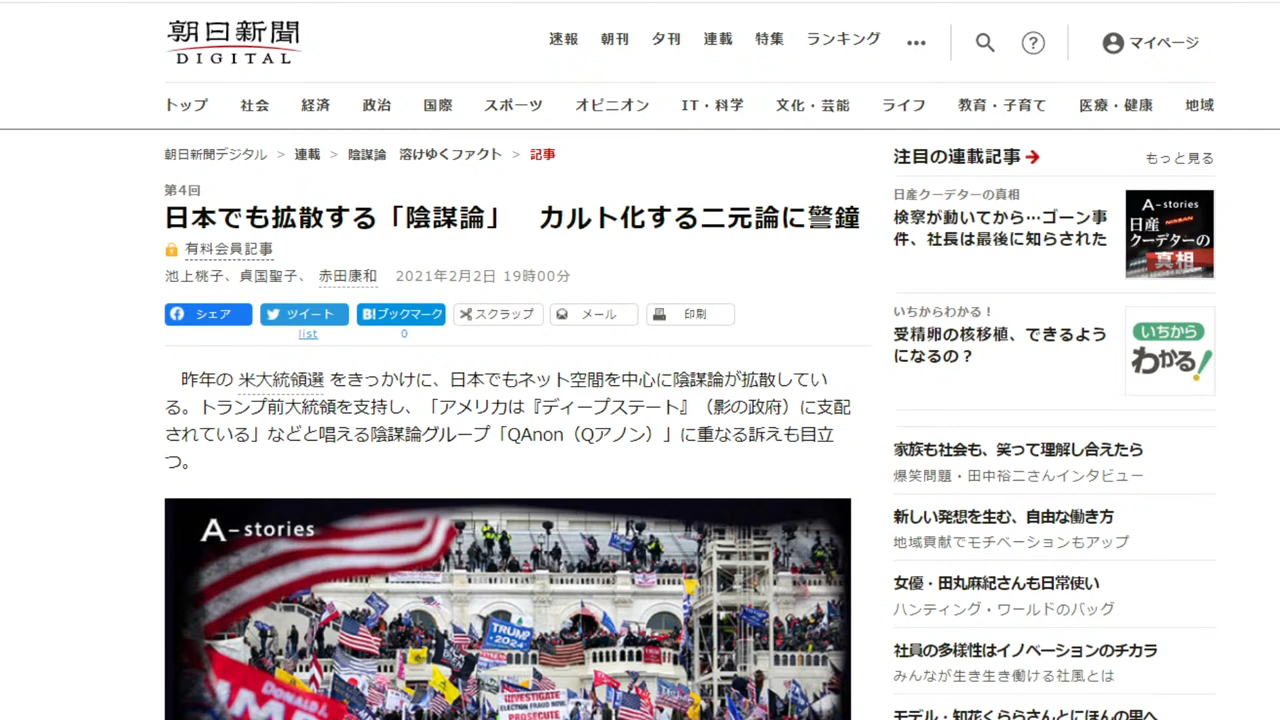 朝日新聞
DIGITAL
速報 朝刊 夕刊 連載 特集 ランキング ••• ? マイページ
トップ 社会 経済 政治 国際 スポーツ オピニオン IT・科学 文化・芸能 ライフ 教育・子育て 医療・健康 地域
朝日新聞デジタル > 連載 > 陰謀論 溶けゆくファクト > 記事
第4回
日本でも拡散する「陰謀論」 カルト化する二元論に警鐘
有料会員記事
池上桃子、貞国聖子、 赤田康和 2021年2月2日 19時00分
シェア ツイート B!ブックマーク スクラップ メール 印刷
list 0
昨年の 米大統領選 をきっかけに、日本でもネット空間を中心に陰謀論が拡散してい
る。トランプ前大統領を支持し、「アメリカは『ディープステート』（影の政府）に支配
されている」などと唱える陰謀論グループ「QAnon（Qアノン）」に重なる訴えも目立
つ。
A-stories
TRUMP
2024
INVESTIGATE
ELECTION FRAUD NOW.
PROSECUTE
注目の連載記事 もっと見る
日産クーデターの真相
検察が動いてから…ゴーン事
件、社長は最後に知らされた
A-stories
日産
NISSAN
クーデターの
真相
いちからわかる！
受精卵の核移植、できるよう
になるの？
いちから
わかる!
家族も社会も、笑って理解し合えたら
爆笑問題・田中裕二さんインタビュー
新しい発想を生む、自由な働き方
地域貢献でモチベーションもアップ
女優・田丸麻紀さんも日常使い
ハンティング・ワールドのバッグ
社員の多様性はイノベーションのチカラ
みんなが生き生き働ける社風とは
モデル・知花くららさんとにほんの里へ